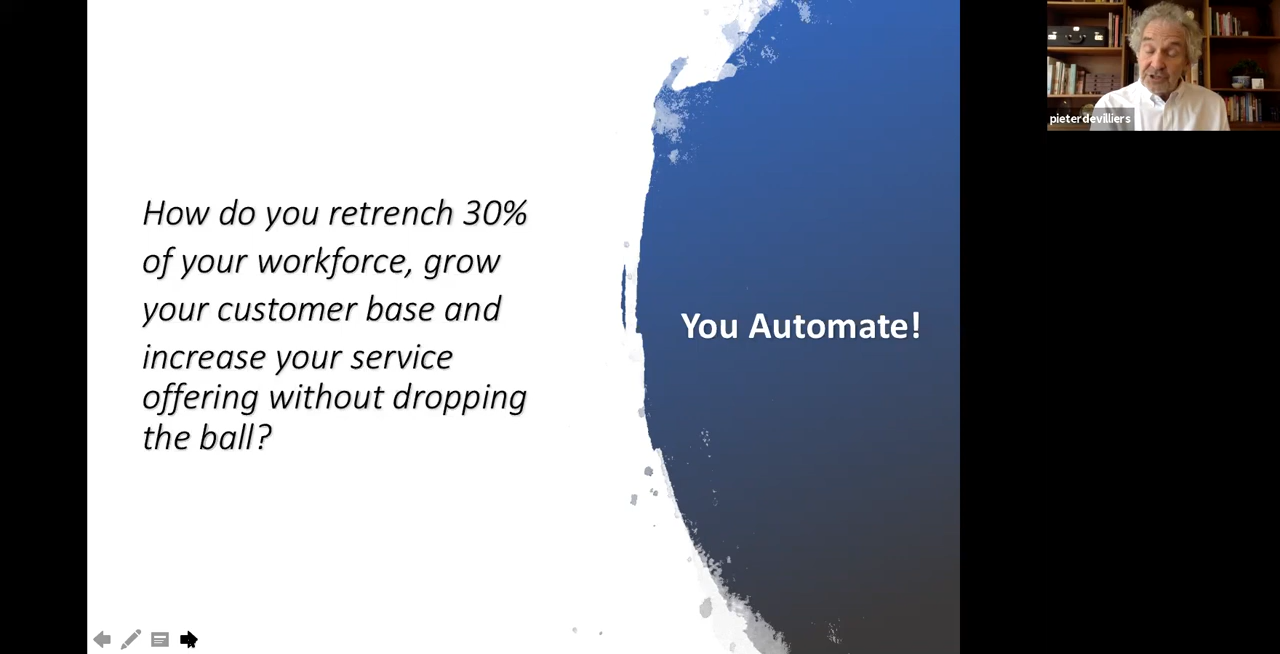 How do you retrench 30%
of your workforce, grow
your customer base and
increase your service
offering without dropping
the ball?
You Automate!
pieterdevilliers